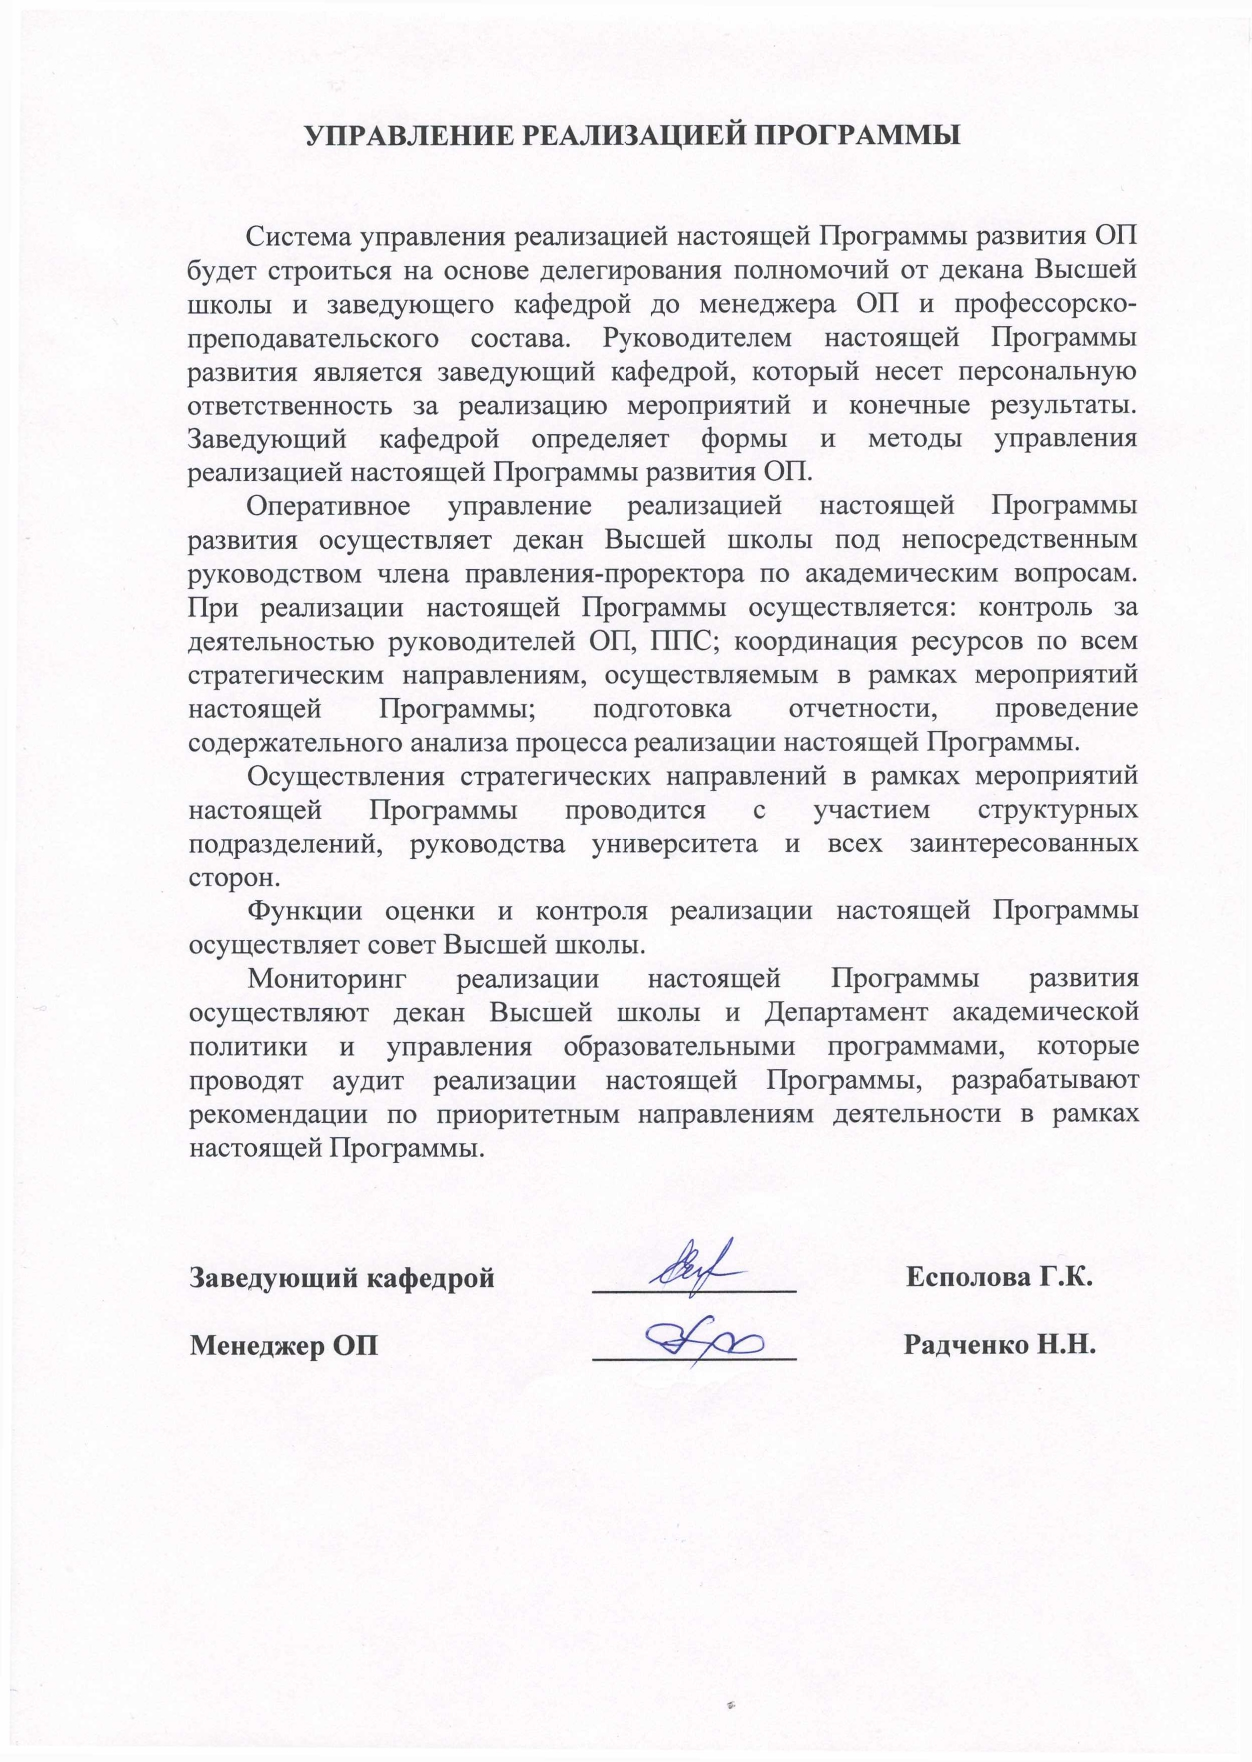 УПРАВЛЕНИЕ РЕАЛИЗАЦИЕЙ ПРОГРАММЫ
Система управления реализацией настоящей Программы развития ОП
будет строиться на основе делегирования полномочий от декана Высшей
школы и заведующего кафедрой до менеджера ОП и профессорско-
преподавательского состава. Руководителем настоящей Программы
развития является заведующий кафедрой, который несет персональную
ответственность за реализацию мероприятий и конечные результаты.
Заведующий кафедрой определяет формы и методы управления
реализацией настоящей Программы развития ОП.
Оперативное управление реализацией настоящей Программы
развития осуществляет декан Высшей школы под непосредственным
руководством члена правления-проректора по академическим вопросам.
При реализации настоящей Программы осуществляется: контроль за
деятельностью руководителей ОП, ППС; координация ресурсов по всем
стратегическим направлениям, осуществляемым в рамках мероприятий
настоящей Программы; подготовка отчетности, проведение
содержательного анализа процесса реализации настоящей Программы.
Осуществления стратегических направлений в рамках мероприятий
настоящей Программы проводится с участием структурных
подразделений, руководства университета и всех заинтересованных
сторон.
Функции оценки и контроля реализации настоящей Программы
осуществляет совет Высшей школы.
Мониторинг реализации настоящей Программы развития
осуществляют декан Высшей школы и Департамент академической
политики и управления образовательными программами, которые
проводят аудит реализации настоящей Программы, разрабатывают
рекомендации по приоритетным направлениям деятельности в рамках
настоящей Программы.
Заведующий кафедрой Есполова Г.К.
Менеджер ОП Радченко Н.Н.